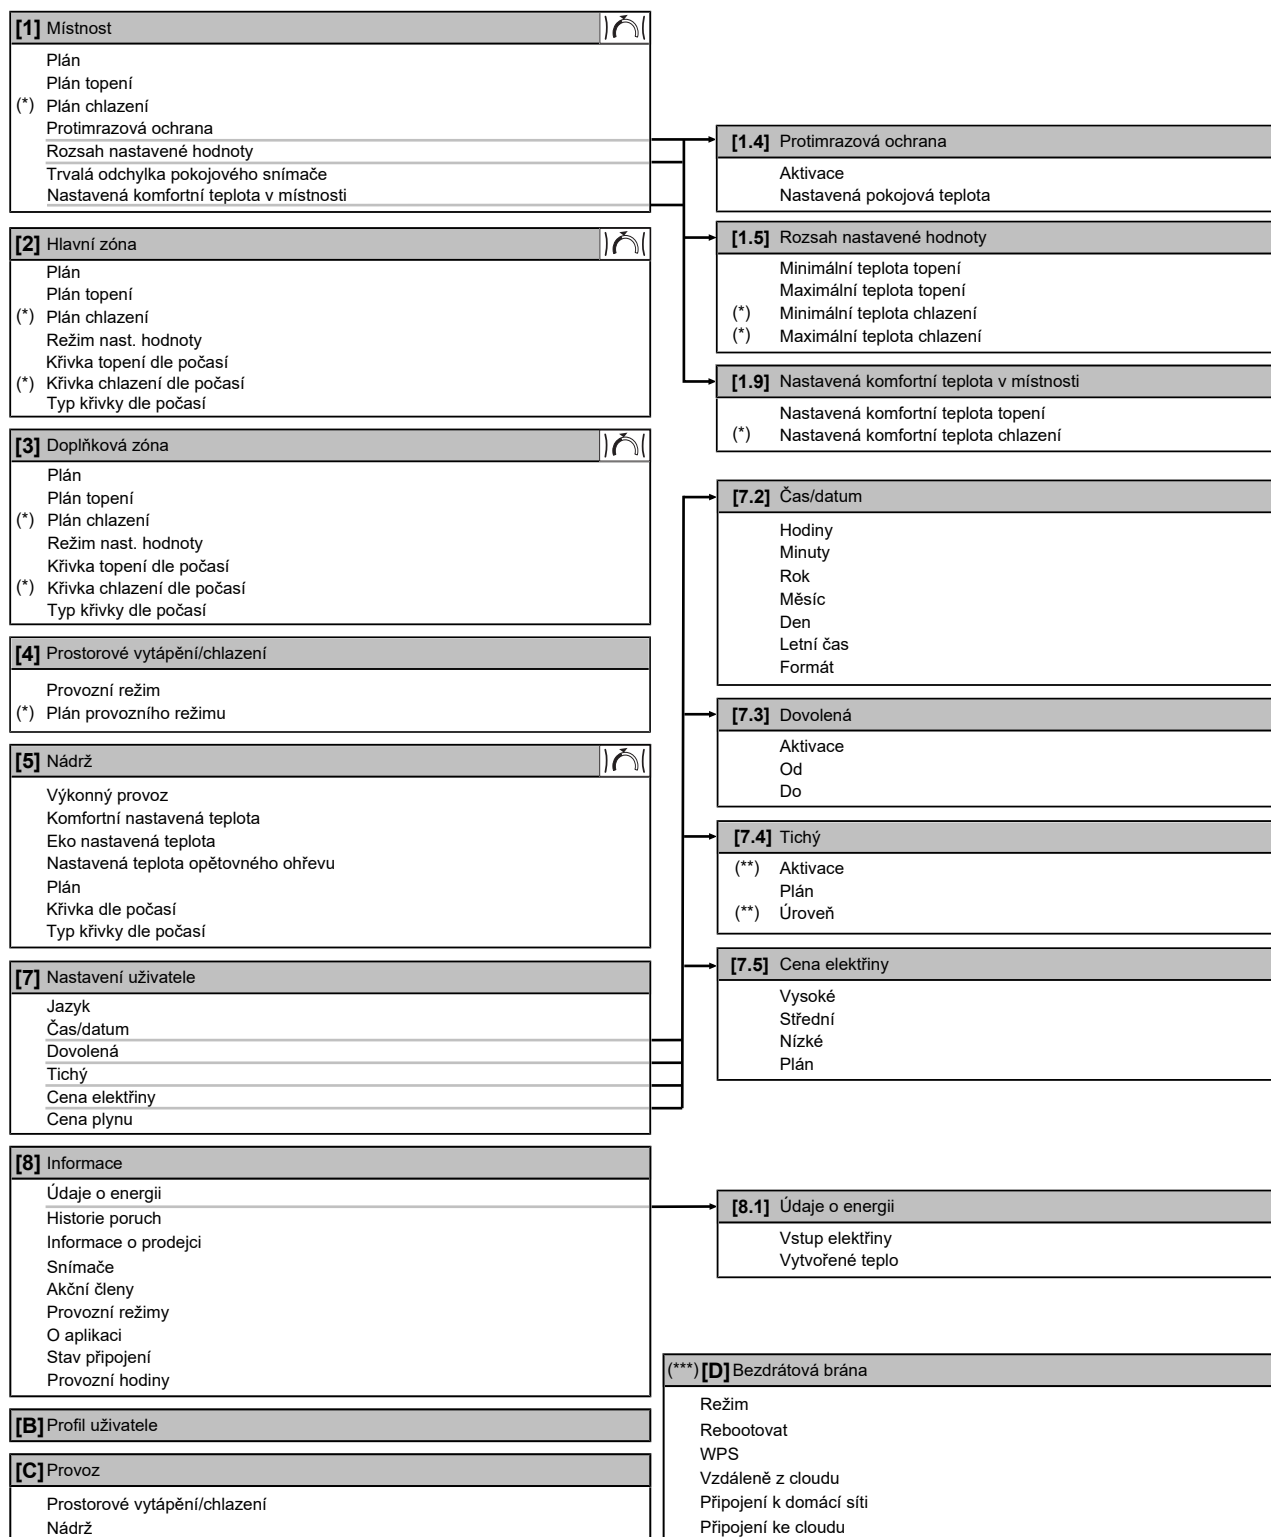 [1] Místnost
Plán
Plán topení
(*) Plán chlazení
Protimrazová ochrana
Rozsah nastavené hodnoty
Trvalá odchylka pokojového snímače
Nastavená komfortní teplota v místnosti
[1.4] Protimrazová ochrana
Aktivace
Nastavená pokojová teplota
[2] Hlavní zóna
Plán
Plán topení
(*) Plán chlazení
Režim nast. hodnoty
Křivka topení dle počasí
(*) Křivka chlazení dle počasí
Typ křivky dle počasí
[1.5] Rozsah nastavené hodnoty
Minimální teplota topení
Maximální teplota topení
(*) Minimální teplota chlazení
(*) Maximální teplota chlazení
[1.9] Nastavená komfortní teplota v místnosti
Nastavená komfortní teplota topení
(*) Nastavená komfortní teplota chlazení
[3] Doplňková zóna
Plán
Plán topení
(*) Plán chlazení
Režim nast. hodnoty
Křivka topení dle počasí
(*) Křivka chlazení dle počasí
Typ křivky dle počasí
[7.2] Čas/datum
Hodiny
Minuty
Rok
Měsíc
Den
Letní čas
Formát
[4] Prostorové vytápění/chlazení
Provozní režim
(*) Plán provozního režimu
[7.3] Dovolená
Aktivace
Od
Do
[5] Nádrž
Výkonný provoz
Komfortní nastavená teplota
Eko nastavená teplota
Nastavená teplota opětovného ohřevu
Plán
Křivka dle počasí
Typ křivky dle počasí
[7.4] Tichý
(**) Aktivace
Plán
(**) Úroveň
[7] Nastavení uživatele
Jazyk
Čas/datum
Dovolená
Tichý
Cena elektřiny
Cena plynu
[7.5] Cena elektřiny
Vysoké
Střední
Nízké
Plán
[8] Informace
Údaje o energii
Historie poruch
Informace o prodejci
Snímače
Akční členy
Provozní režimy
O aplikaci
Stav připojení
Provozní hodiny
[8.1] Údaje o energii
Vstup elektřiny
Vytvořené teplo
[B] Profil uživatele
[C] Provoz
Prostorové vytápění/chlazení
Nádrž
(***) [D] Bezdrátová brána
Režim
Rebootovat
WPS
Vzdáleně z cloudu
Připojení k domácí síti
Připojení ke cloudu